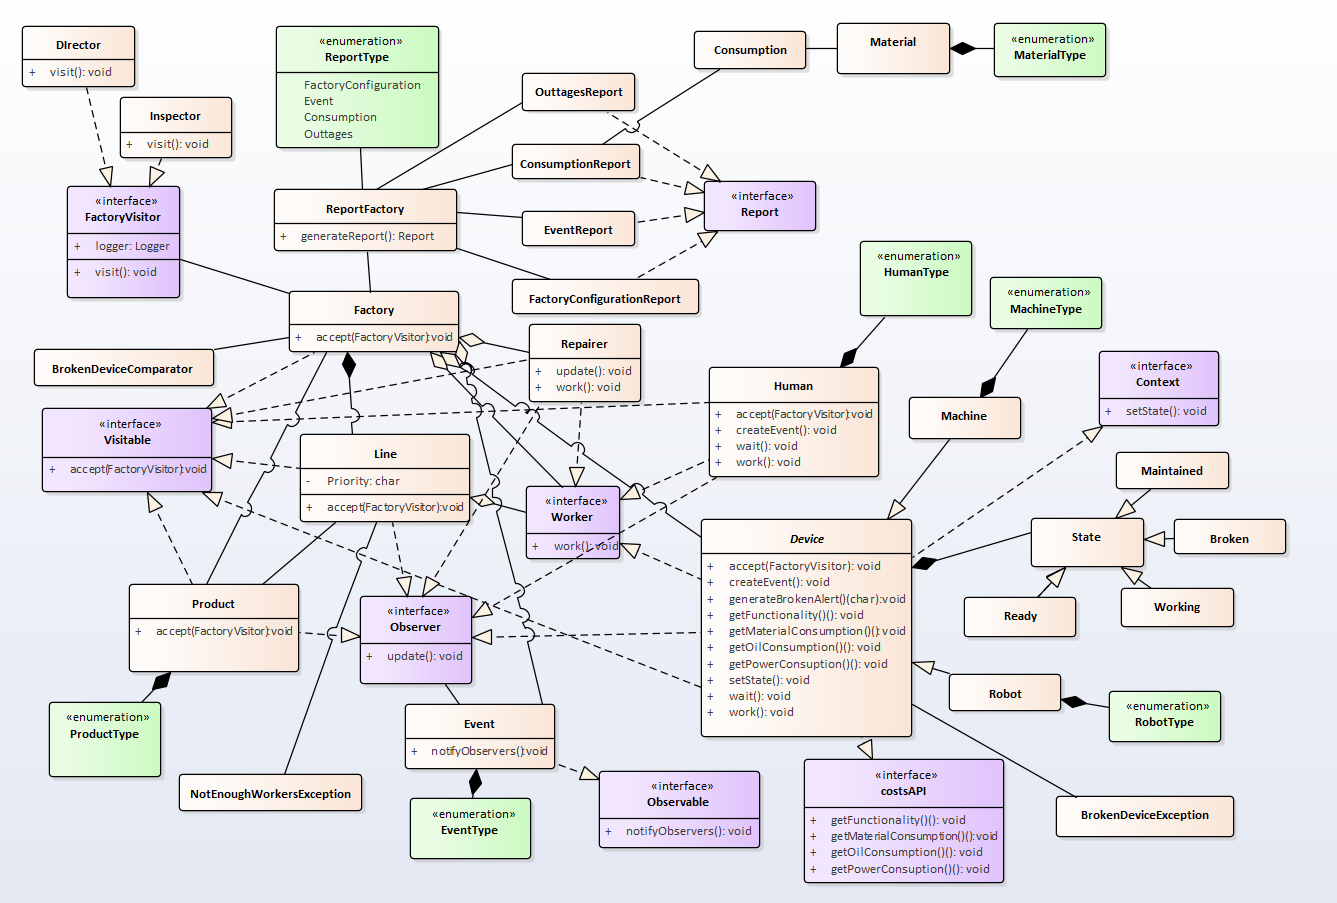 DIrector
+ visit(): void
Inspector
+ visit(): void
«interface»
FactoryVisitor
+ logger: Logger
+ visit(): void
«enumeration»
ReportType
FactoryConfiguration
Event
Consumption
Outtages
ReportFactory
+ generateReport(): Report
OuttagesReport
ConsumptionReport
EventReport
FactoryConfigurationReport
Consumption
Material
«enumeration»
MaterialType
«interface»
Report
Factory
+ accept(FactoryVisitor):void
BrokenDeviceComparator
Repairer
+ update(): void
+ work(): void
«enumeration»
HumanType
«enumeration»
MachineType
Human
+ accept(FactoryVisitor):void
+ createEvent(): void
+ wait(): void
+ work(): void
Machine
«interface»
Context
+ setState(): void
«interface»
Visitable
+ accept(FactoryVisitor):void
Line
- Priority: char
+ accept(FactoryVisitor):void
«interface»
Worker
+ work(): void
Device
+ accept(FactoryVisitor): void
+ createEvent(): void
+ generateBrokenAlert()(char):void
+ getFunctionality()(): void
+ getMaterialConsumption()():void
+ getOilConsumption()(): void
+ getPowerConsuption()(): void
+ setState(): void
+ wait(): void
+ work(): void
Maintained
State
Broken
Ready
Working
Product
+ accept(FactoryVisitor):void
«interface»
Observer
+ update(): void
Robot
«enumeration»
RobotType
«enumeration»
ProductType
Event
+ notifyObservers():void
NotEnoughWorkersException
«enumeration»
EventType
«interface»
Observable
+ notifyObservers(): void
«interface»
costsAPI
+ getFunctionality()(): void
+ getMaterialConsumption()():void
+ getOilConsumption()(): void
+ getPowerConsuption()(): void
BrokenDeviceException